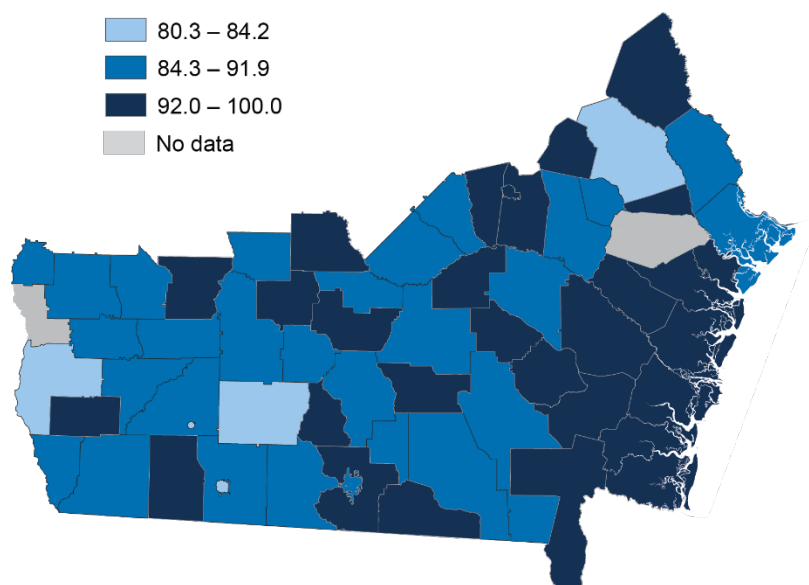 80.3 – 84.2
84.3 – 91.9
92.0 – 100.0
No data